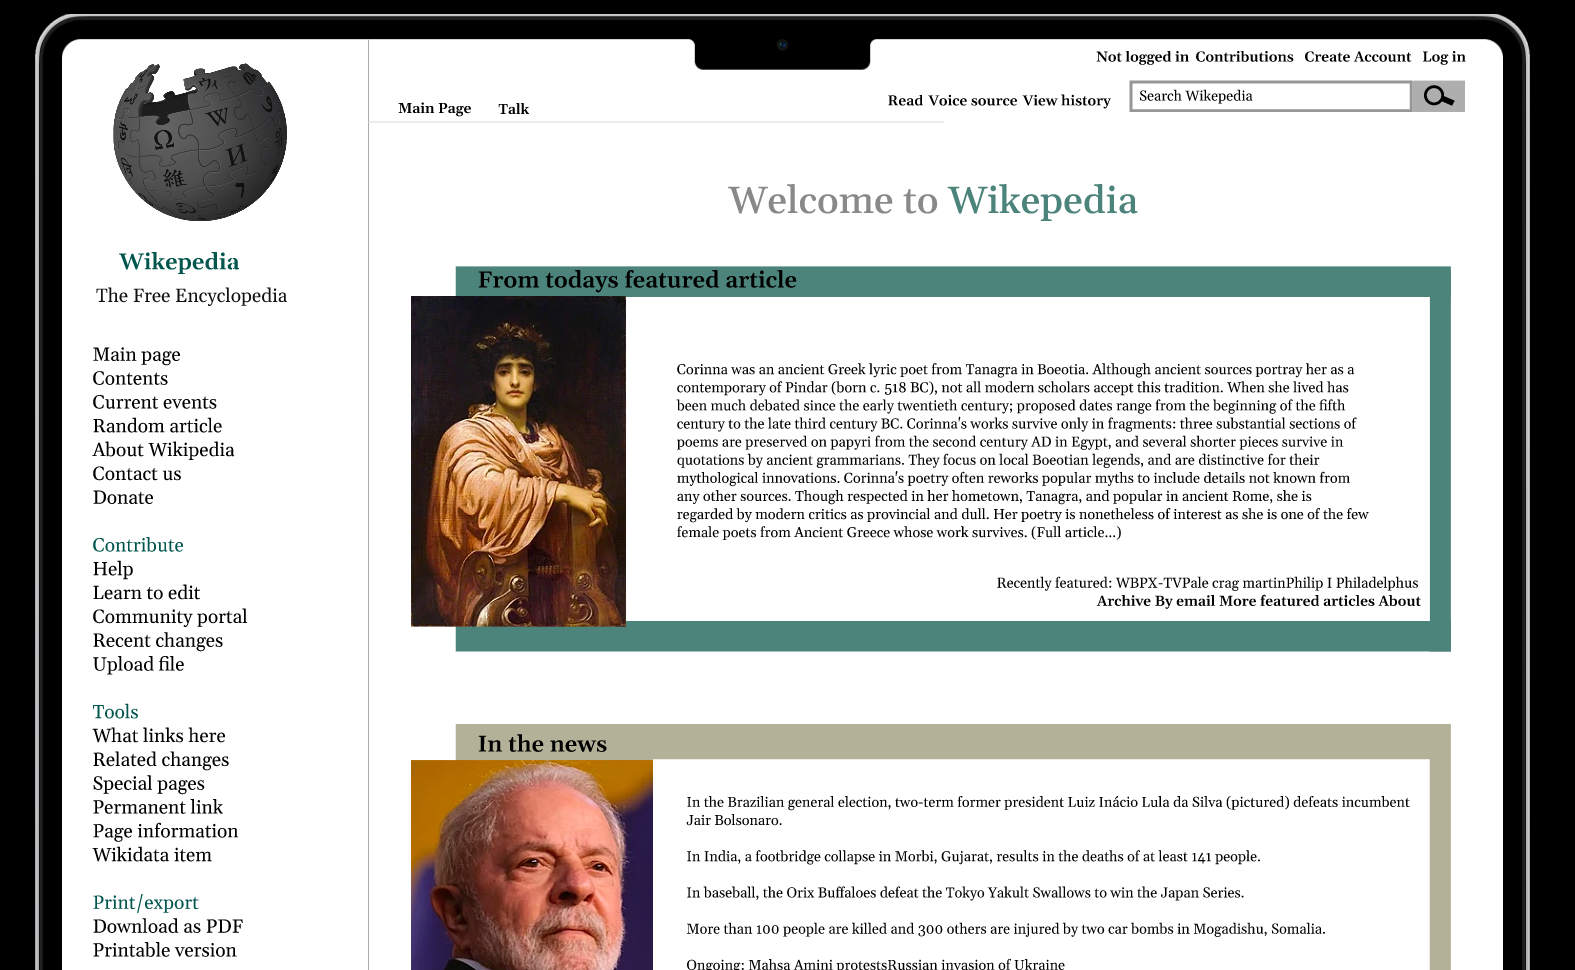 Not logged in Contributions Create Account Log in
Main Page Talk
Read Voice source View history
Search Wikepedia
Ω W И 維 ウィ 7
Wikepedia
The Free Encyclopedia
Main page
Contents
Current events
Random article
About Wikipedia
Contact us
Donate
Contribute
Help
Learn to edit
Community portal
Recent changes
Upload file
Tools
What links here
Related changes
Special pages
Permanent link
Page information
Wikidata item
Print/export
Download as PDF
Printable version
Welcome to Wikepedia
From todays featured article
Corinna was an ancient Greek lyric poet from Tanagra in Boeotia. Although ancient sources portray her as a
contemporary of Pindar (born c. 518 BC), not all modern scholars accept this tradition. When she lived has
been much debated since the early twentieth century; proposed dates range from the beginning of the fifth
century to the late third century BC. Corinna's works survive only in fragments: three substantial sections of
poems are preserved on papyri from the second century AD in Egypt, and several shorter pieces survive in
quotations by ancient grammarians. They focus on local Boeotian legends, and are distinctive for their
mythological innovations. Corinna's poetry often reworks popular myths to include details not known from
any other sources. Though respected in her hometown, Tanagra, and popular in ancient Rome, she is
regarded by modern critics as provincial and dull. Her poetry is nonetheless of interest as she is one of the few
female poets from Ancient Greece whose work survives. (Full article...)
Recently featured: WBPX-TVPale crag martinPhilip I Philadelphus
Archive By email More featured articles About
In the news
In the Brazilian general election, two-term former president Luiz Inácio Lula da Silva (pictured) defeats incumbent
Jair Bolsonaro.
In India, a footbridge collapse in Morbi, Gujarat, results in the deaths of at least 141 people.
In baseball, the Orix Buffaloes defeat the Tokyo Yakult Swallows to win the Japan Series.
More than 100 people are killed and 300 others are injured by two car bombs in Mogadishu, Somalia.
Ongoing: Mahsa Amini protestsRussian invasion of Ukraine